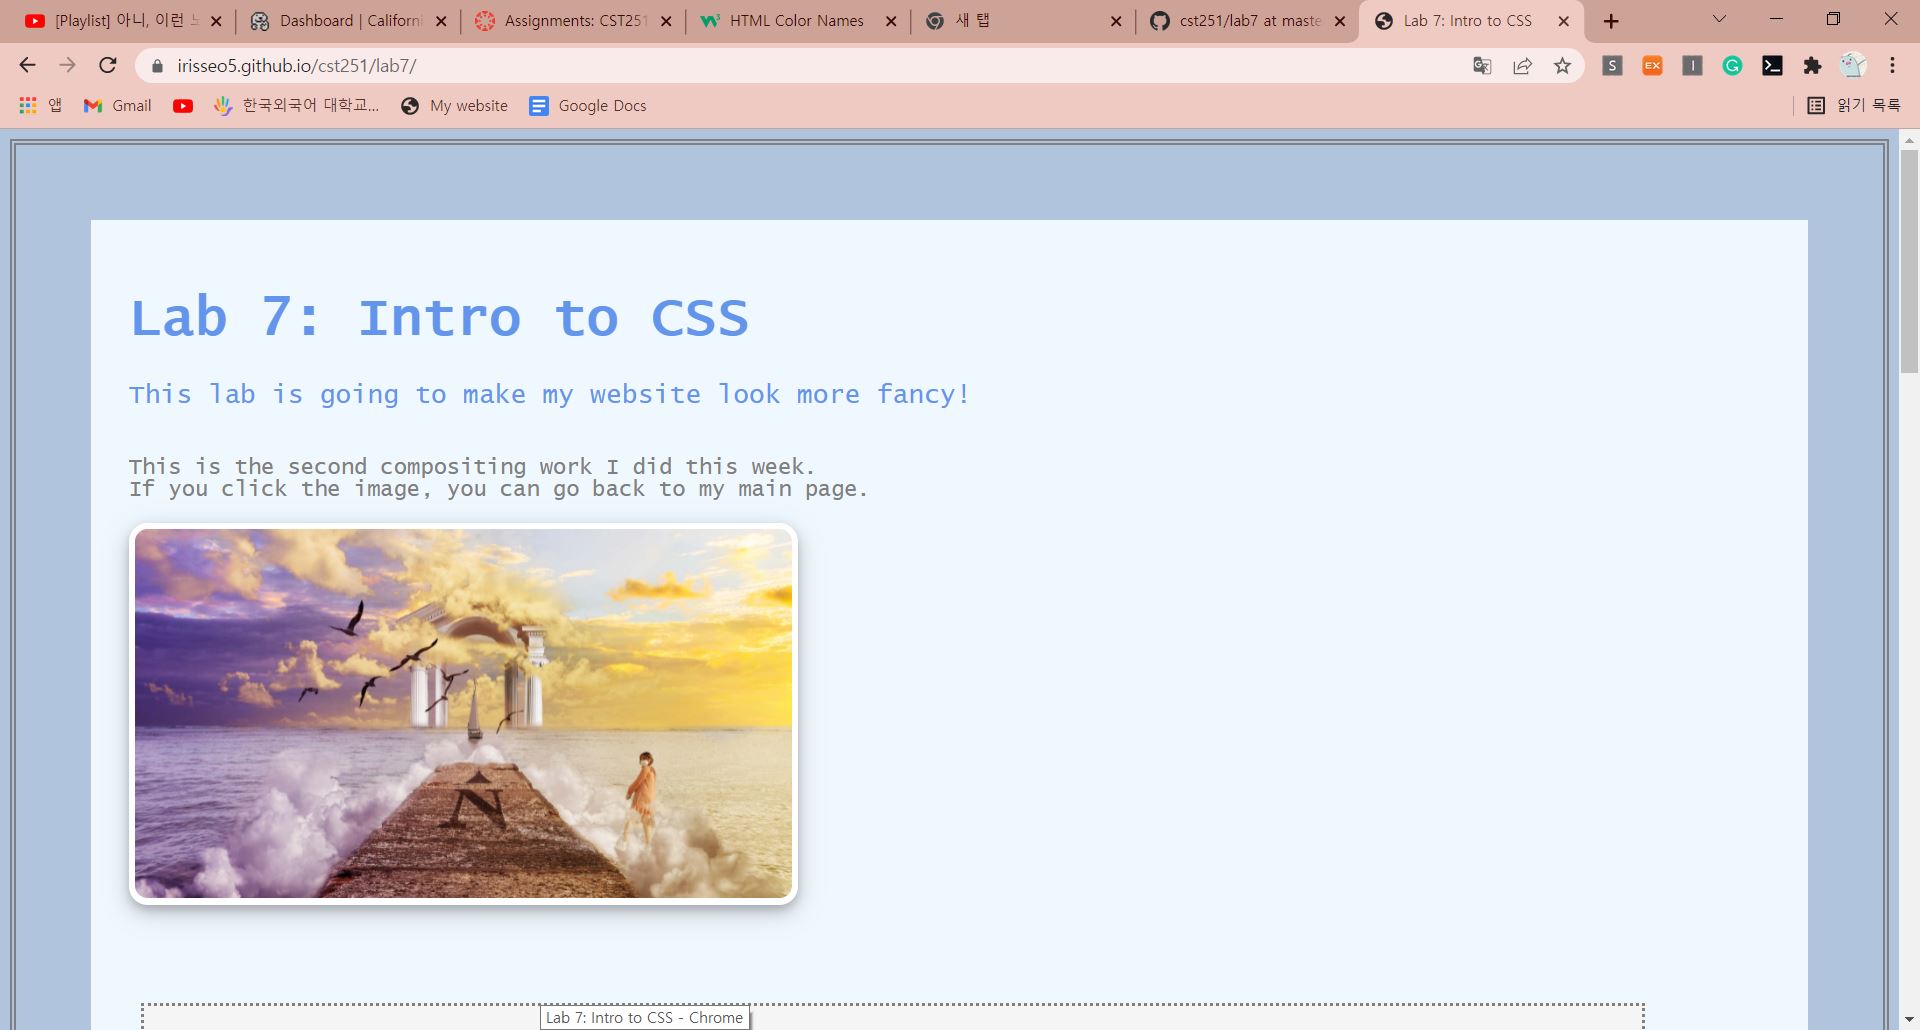 [Playlist] 아니, 이런
Dashboard | Californi
Assignments: CST251
HTML Color Names
새 탭
cst251/lab7 at maste
Lab 7: Intro to CSS
irisseo5.github.io/cst251/lab7/
S
EX
I
G
앱
Gmail
한국외국어 대학교...
My website
Google Docs
읽기 목록
Lab 7: Intro to CSS
This lab is going to make my website look more fancy!
This is the second compositing work I did this week.
If you click the image, you can go back to my main page.
N
Lab 7: Intro to CSS - Chrome